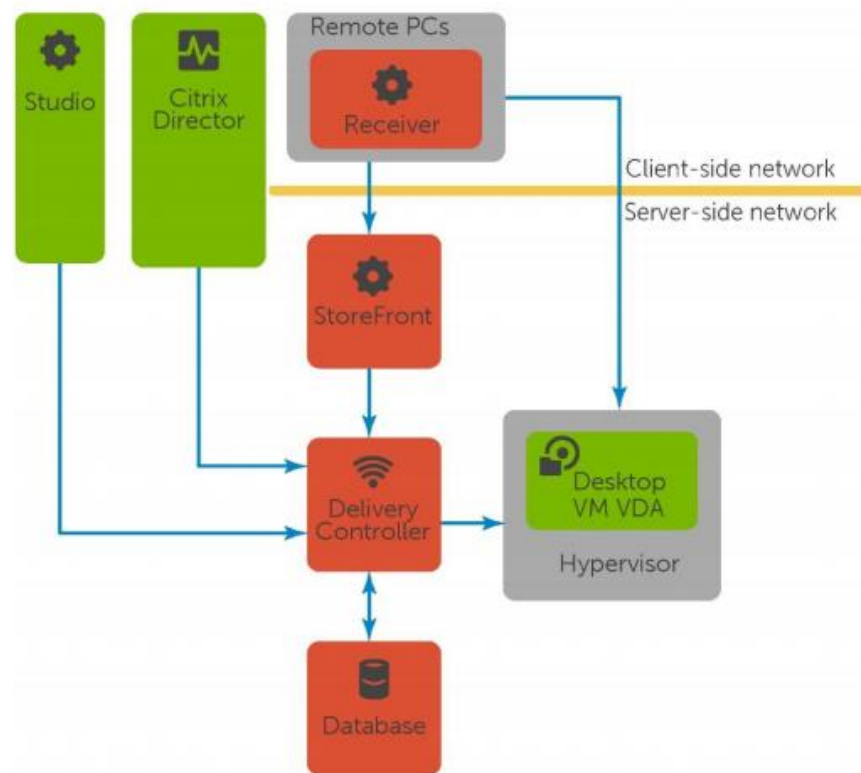 Studio
Citrix
Director
Remote PCs
Receiver
Client-side network
Server-side network
StoreFront
Delivery
Controller
Desktop
VM VDA
Hypervisor
Database